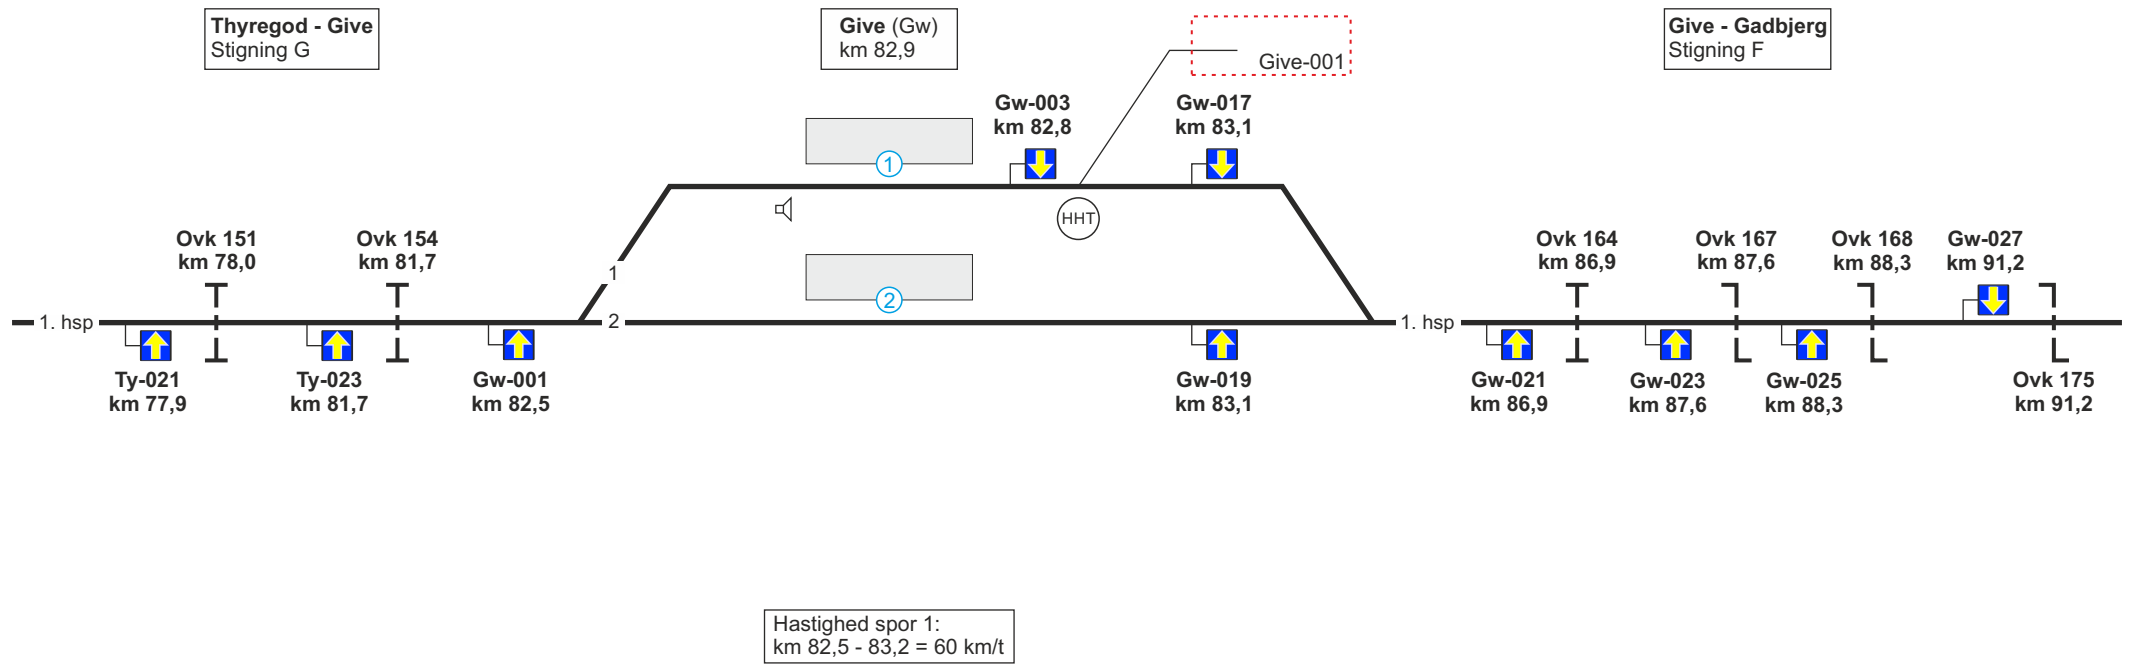 Thyregod - Give
Stigning G
Give (Gw)
km 82,9
Give-001
Give - Gadbjerg
Stigning F
Gw-003
km 82,8
Gw-017
km 83,1
1
HHT
Ovk 151
km 78,0
Ovk 154
km 81,7
1
2
Ovk 164
km 86,9
Ovk 167
km 87,6
Ovk 168
km 88,3
Gw-027
km 91,2
1. hsp
2
1. hsp
Ty-021
km 77,9
Ty-023
km 81,7
Gw-001
km 82,5
Gw-019
km 83,1
Gw-021
km 86,9
Gw-023
km 87,6
Gw-025
km 88,3
Ovk 175
km 91,2
Hastighed spor 1:
km 82,5 - 83,2 = 60 km/t